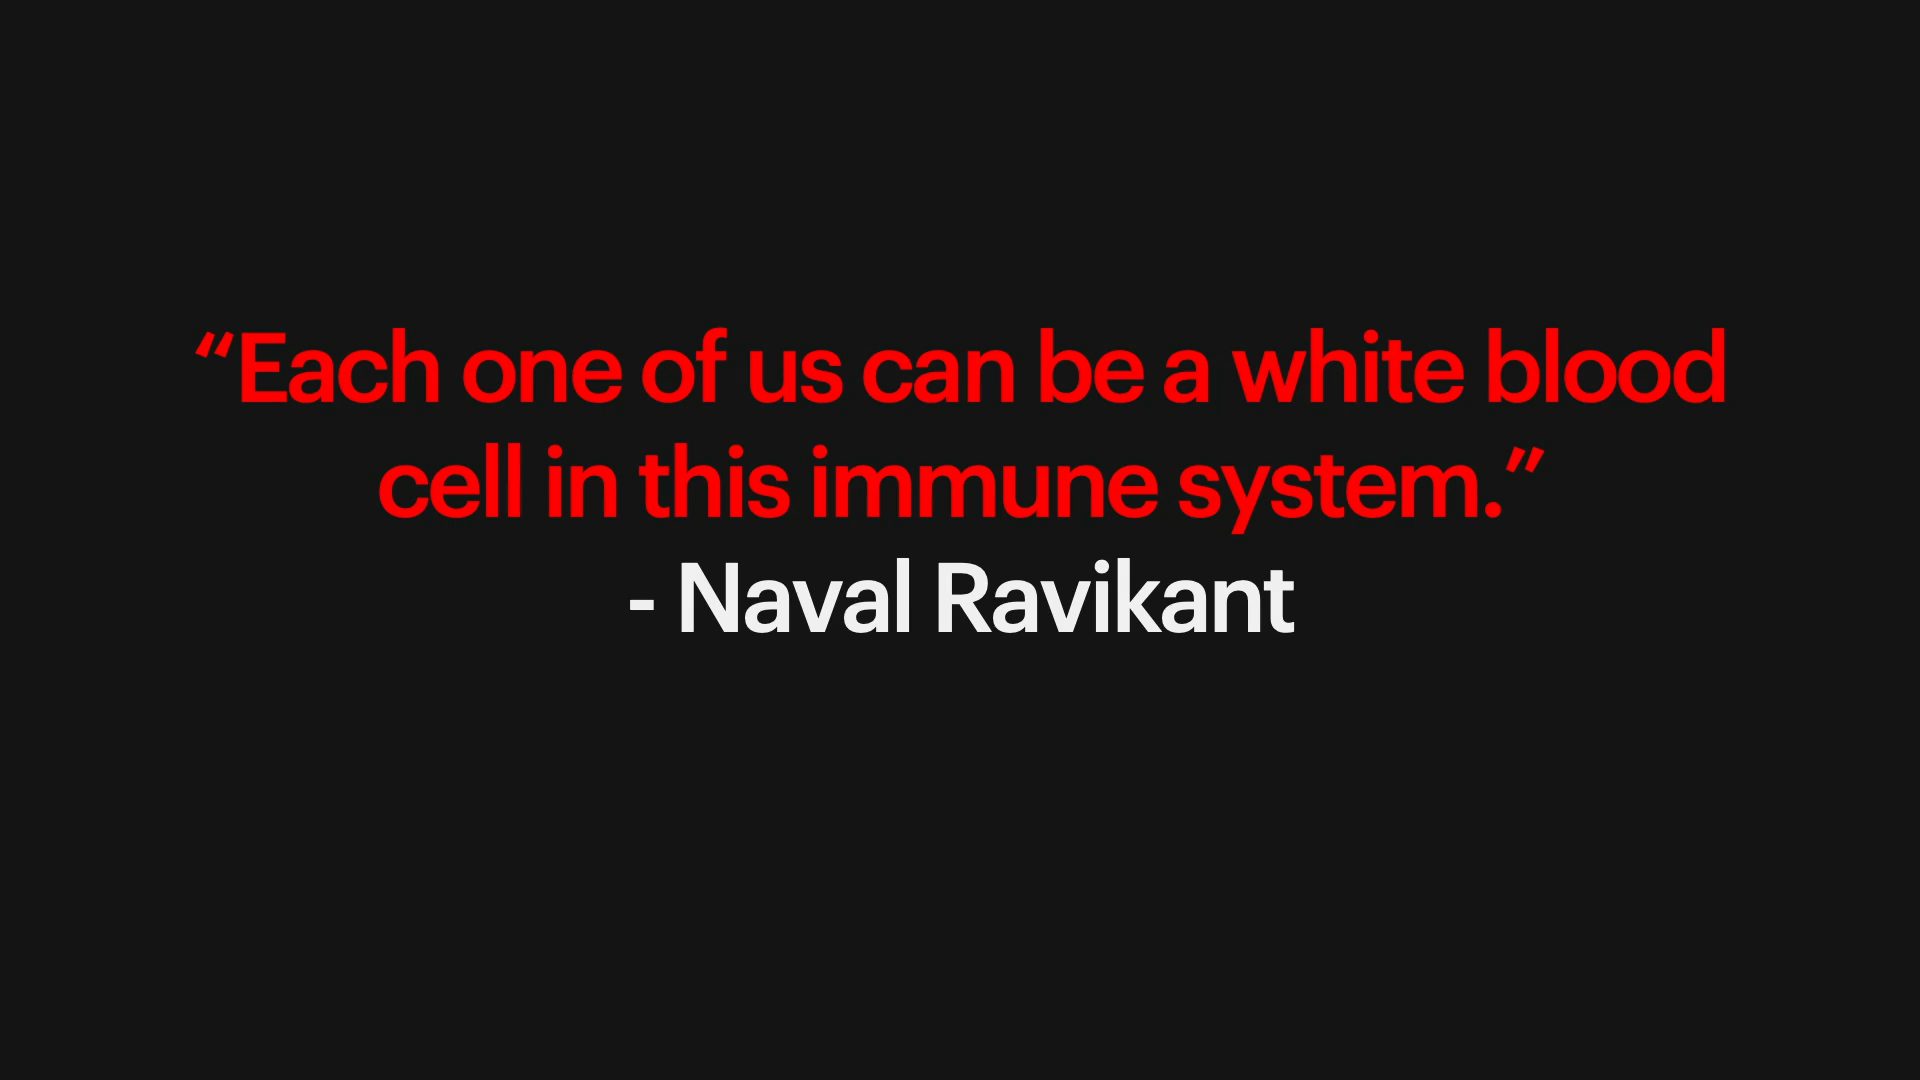 “Each one of us can be a white blood
cell in this immune system.”
- Naval Ravikant